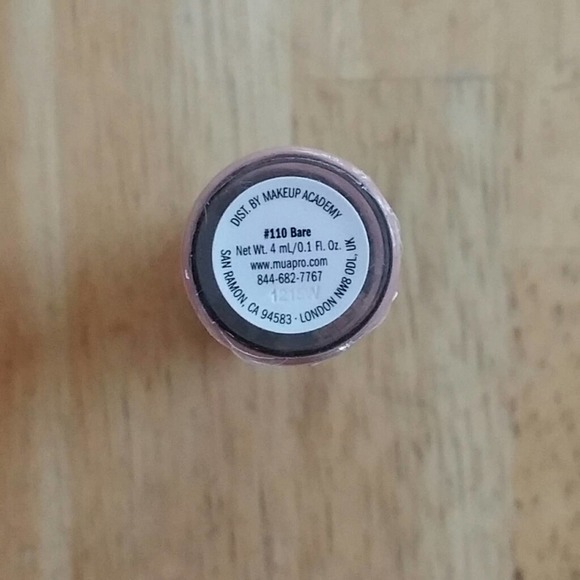 DIST. BY MAKEUP ACADEMY
#110 Bare
Net Wt. 4 mL/0.1 Fl. Oz.
www.muapro.com
844-682-7767
SAN RAMON, CA 94583 · LONDON NW8 0DL, UK